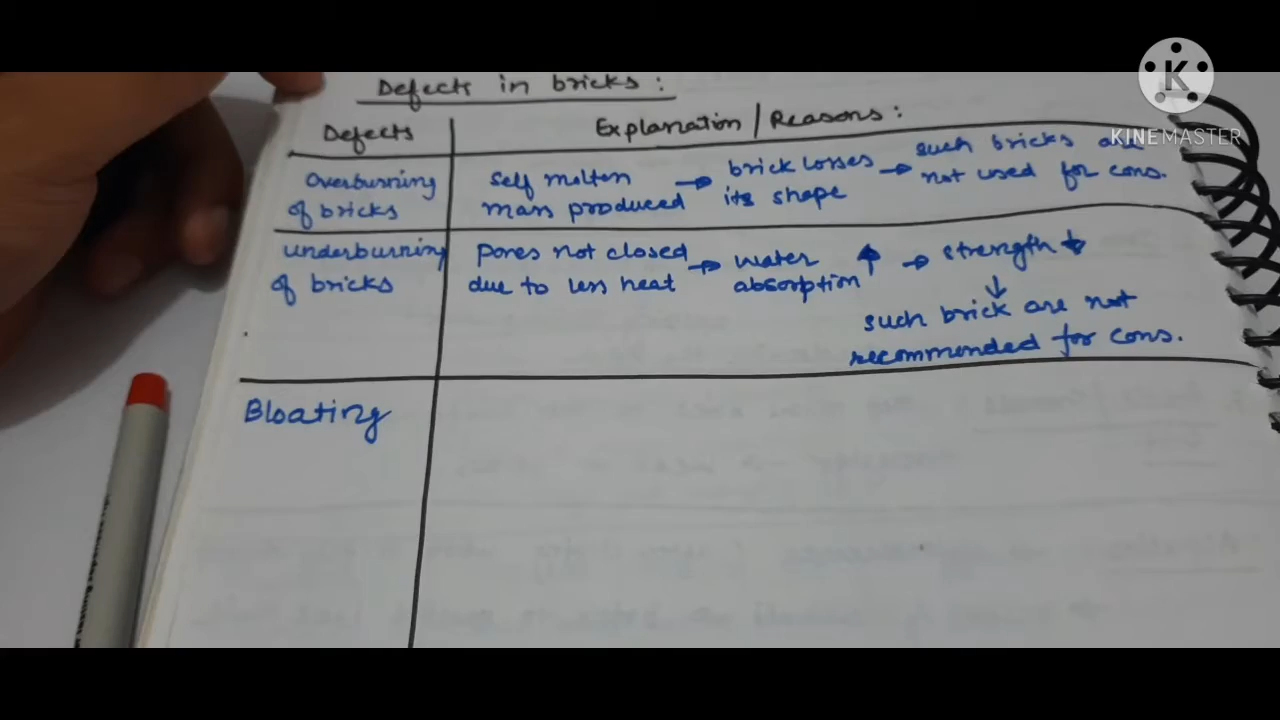 Defects in bricks:
Defects
Explanation / Reasons:
Overburning
of bricks
Self molten
mass produced
→ brick losses
its shape
→ such bricks are
not used for cons.
underburning
of bricks
Pores not closed
due to less heat
→ water
absorption ↑
→ strength ↓
↓
such brick are not
recommended for cons.
Bloating
K
KINEMASTER